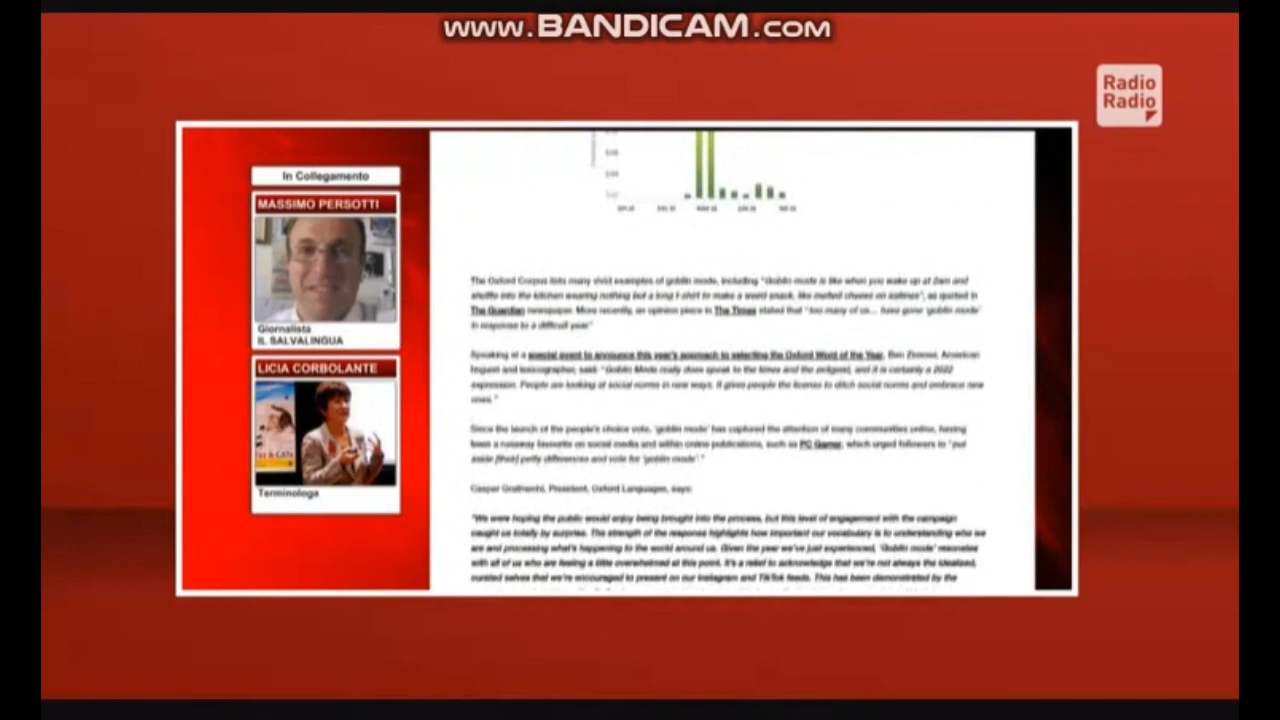 www.BANDICAM.com
Radio
Radio
In Collegamento
MASSIMO PERSOTTI
Giornalista
IL SALVALINGUA
LICIA CORBOLANTE
Terminologa
The Oxford Corpus lists many vivid examples of goblin mode, including "Goblin mode is like when you wake up at 2am and
shuffle into the kitchen wearing nothing but a long t-shirt to make a weird snack, like melted cheese on saltines", as quoted in
The Guardian newspaper. More recently, an opinion piece in The Times stated that "too many of us... have gone 'goblin mode'
in response to a difficult year."
Speaking at a special event to announce this year's approach to selecting the Oxford Word of the Year, Ben Zimmer, American
linguist and lexicographer, said: "Goblin Mode really does speak to the times and the zeitgeist, and it is certainly a 2022
expression. People are looking at social norms in new ways. It gives people the license to ditch social norms and embrace new
ones."
Since the launch of the people's choice vote, 'goblin mode' has captured the attention of many communities online, having
been a runaway favourite on social media and within online publications, such as PC Gamer, which urged followers to "put
aside [their] petty differences and vote for 'goblin mode'."
Casper Grathwohl, President, Oxford Languages, says:
"We were hoping the public would enjoy being brought into the process, but this level of engagement with the campaign
caught us totally by surprise. The strength of the response highlights how important our vocabulary is to understanding who we
are and processing what's happening to the world around us. Given the year we've just experienced, 'Goblin mode' resonates
with all of us who are feeling a little overwhelmed at this point. It's a relief to acknowledge that we're not always the idealized,
curated selves that we're encouraged to present on our Instagram and TikTok feeds. This has been demonstrated by the